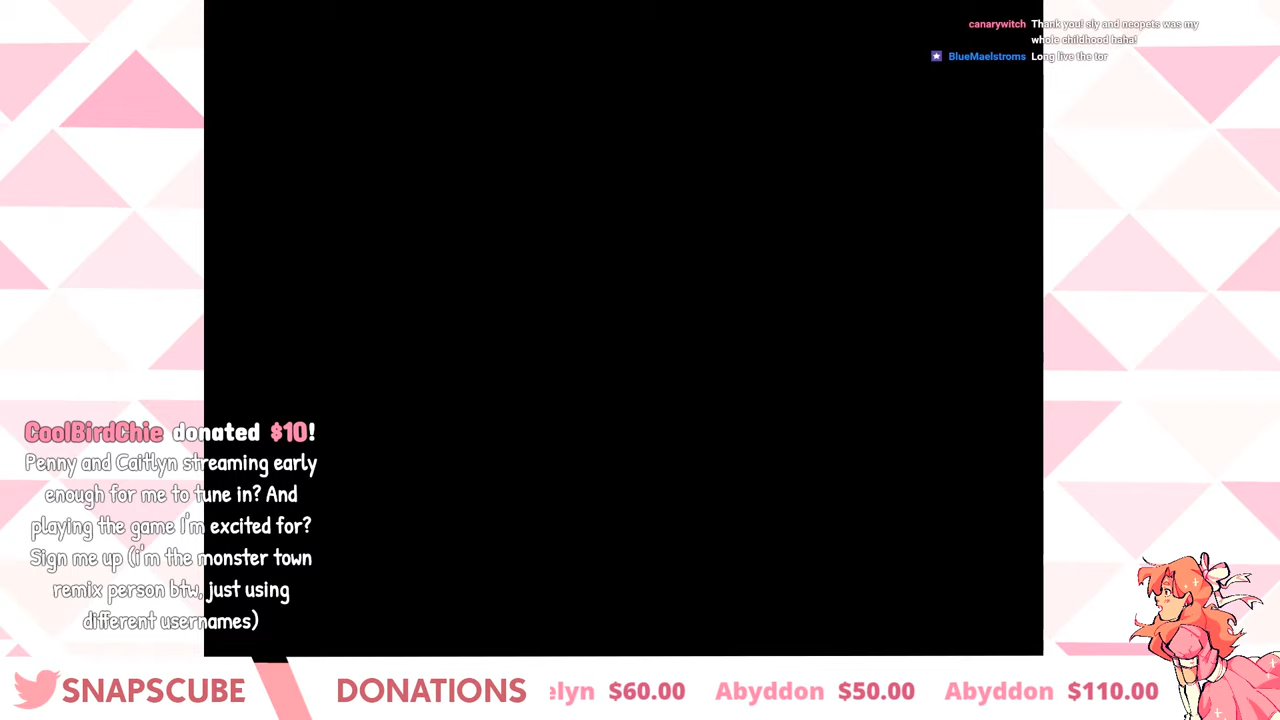 canarywitch Thank you! sly and neopets was my
whole childhood haha!
BlueMaelstroms Long live the tor
CoolBirdChie donated $10!
Penny and Caitlyn streaming early
enough for me to tune in? And
playing the game I'm excited for?
Sign me up (i'm the monster town
remix person btw, just using
different usernames)
SNAPSCUBE DONATIONS elyn $60.00 Abyddon $50.00 Abyddon $110.00